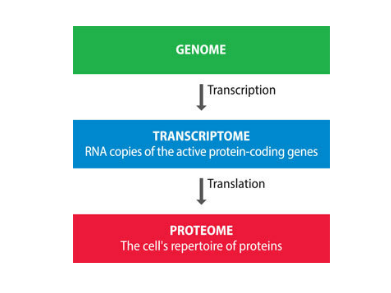 GENOME
Transcription
TRANSCRIPTOME
RNA copies of the active protein-coding genes
Translation
PROTEOME
The cell's repertoire of proteins